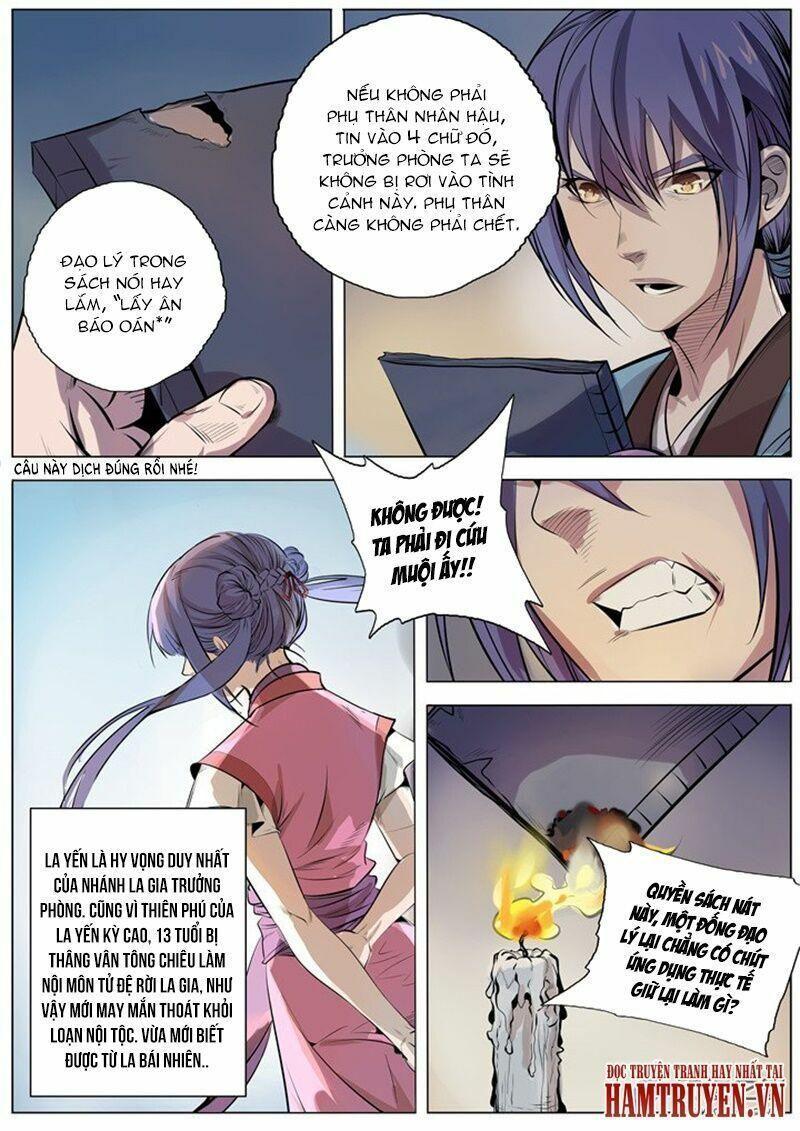 NẾU KHÔNG PHẢI
PHỤ THÂN NHÂN HẬU,
TIN VÀO 4 CHỮ ĐÓ,
TRƯỞNG PHÒNG TA SẼ
KHÔNG BỊ RƠI VÀO TÌNH
CẢNH NÀY. PHỤ THÂN
CÀNG KHÔNG PHẢI CHẾT.
ĐẠO LÝ TRONG
SÁCH NÓI HAY
LẮM, "LẤY ÂN
BÁO OÁN*"
CÂU NÀY DỊCH ĐÚNG RỒI NHÉ!
KHÔNG ĐƯỢC!
TA PHẢI ĐI CỨU
MUỘI ẤY!!
LA YẾN LÀ HY VỌNG DUY NHẤT
CỦA NHÁNH LA GIA TRƯỞNG
PHÒNG. CŨNG VÌ THIÊN PHÚ CỦA
LA YẾN KỲ CAO, 13 TUỔI BỊ
THĂNG VÂN TÔNG CHIÊU LÀM
NỘI MÔN TỬ ĐỆ RỜI LA GIA, NHƯ
VẬY MỚI MAY MẮN THOÁT KHỎI
LOẠN NỘI TỘC. VỪA MỚI BIẾT
ĐƯỢC TỪ LA BÁI NHIÊN..
QUYỀN SÁCH NÁT
NÀY, MỘT ĐỐNG ĐẠO
LÝ LẠI CHẲNG CÓ CHÚT
ỨNG DỤNG THỰC TẾ
GIỮ LẠI LÀM GÌ?
ĐỌC TRUYỆN TRANH HAY NHẤT TẠI
HAMTRUYEN.VN